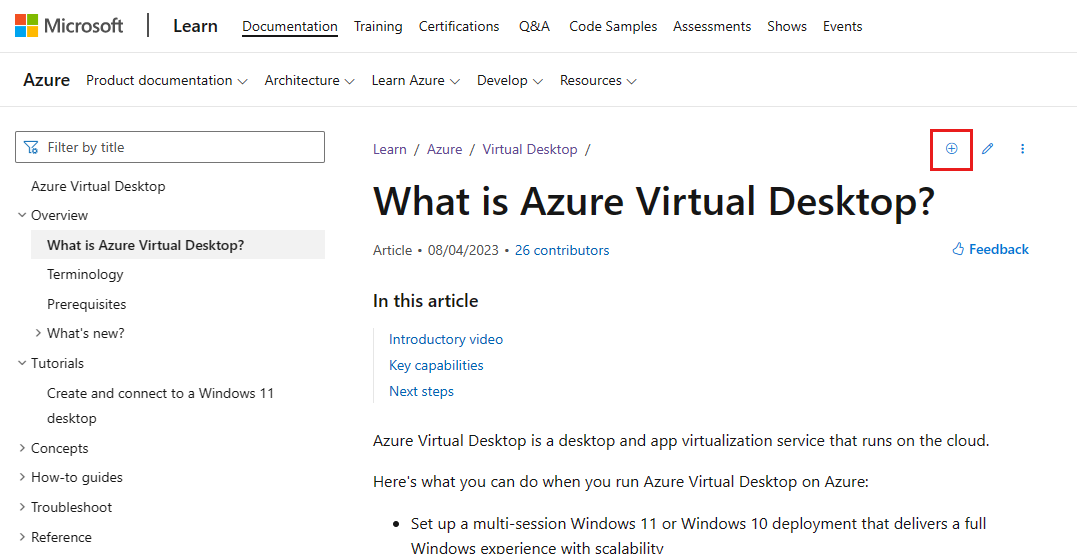 Microsoft Learn Documentation Training Certifications Q&A Code Samples Assessments Shows Events
Azure Product documentation Architecture Learn Azure Develop Resources
Filter by title
Azure Virtual Desktop
Overview
What is Azure Virtual Desktop?
Terminology
Prerequisites
What's new?
Tutorials
Create and connect to a Windows 11
desktop
Concepts
How-to guides
Troubleshoot
Reference
Learn / Azure / Virtual Desktop /
What is Azure Virtual Desktop?
Article • 08/04/2023 • 26 contributors
Feedback
In this article
Introductory video
Key capabilities
Next steps
Azure Virtual Desktop is a desktop and app virtualization service that runs on the cloud.
Here's what you can do when you run Azure Virtual Desktop on Azure:
• Set up a multi-session Windows 11 or Windows 10 deployment that delivers a full
Windows experience with scalability